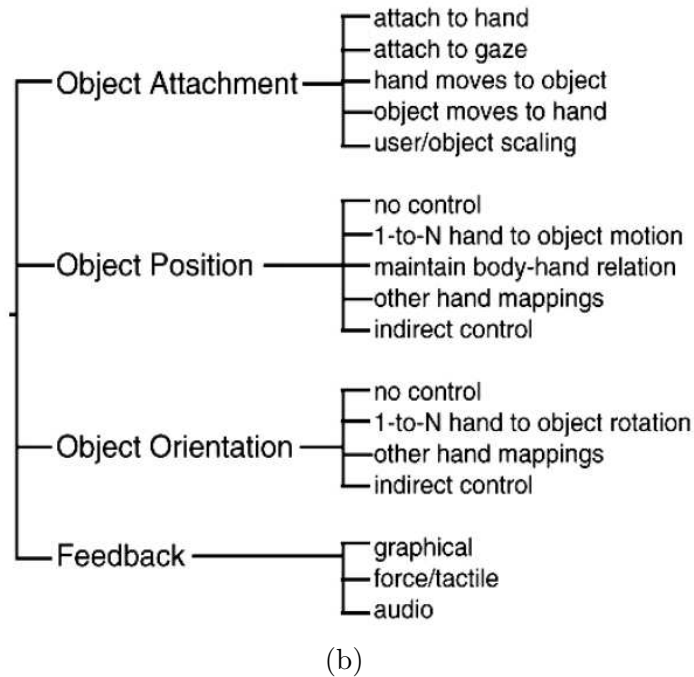 Object Attachment
attach to hand
attach to gaze
hand moves to object
object moves to hand
user/object scaling
Object Position
no control
1-to-N hand to object motion
maintain body-hand relation
other hand mappings
indirect control
Object Orientation
no control
1-to-N hand to object rotation
other hand mappings
indirect control
Feedback
graphical
force/tactile
audio
(b)